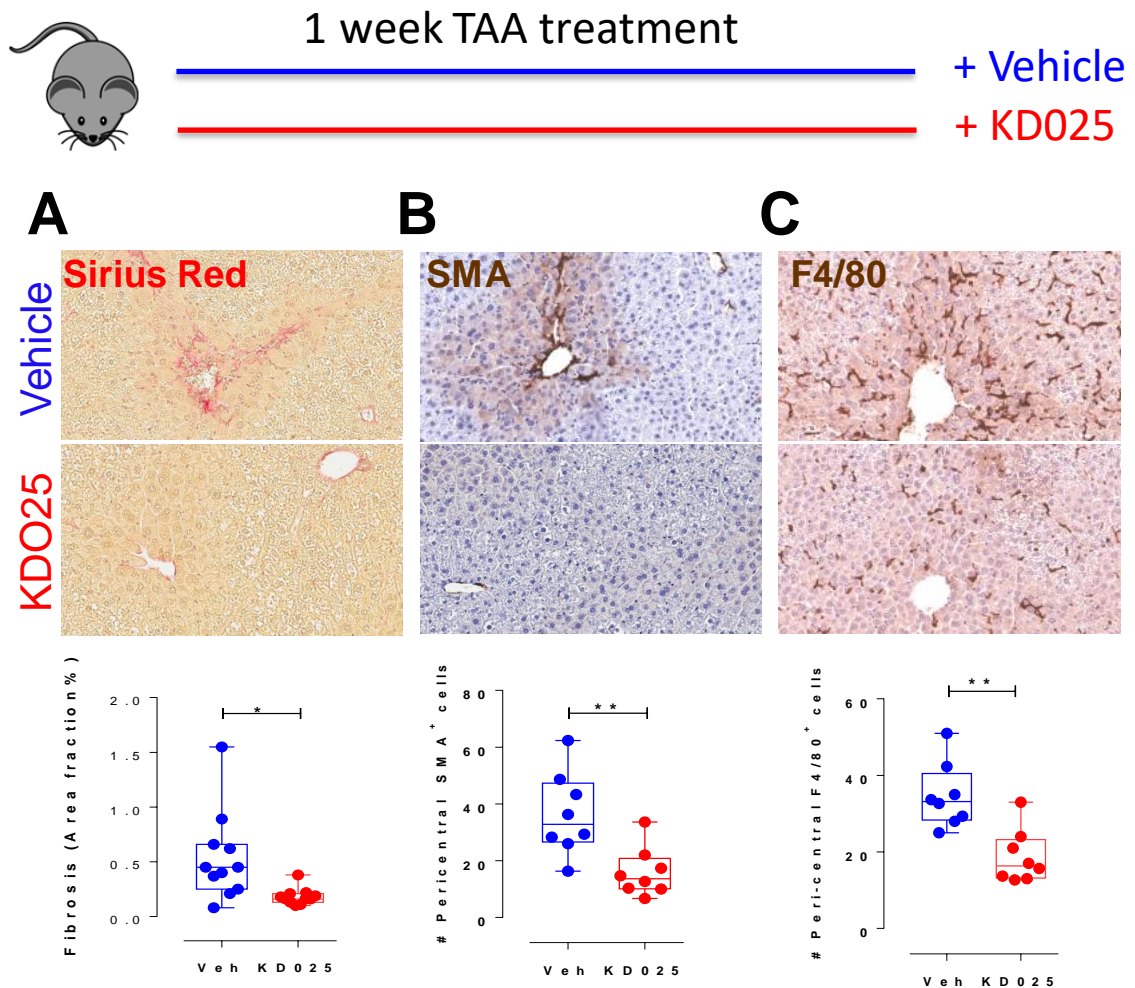 1 week TAA treatment
+ Vehicle
+ KD025
A
B
C
Sirius Red
SMA
F4/80
Vehicle
KDO25
Fibrosis (Area fraction%)
2.0
1.5
1.0
0.5
0.0
*
Veh KD025
# Pericentral SMA+ cells
80
60
40
20
0
**
Veh KD025
# Peri-central F4/80+ cells
60
40
20
0
**
Veh KD025